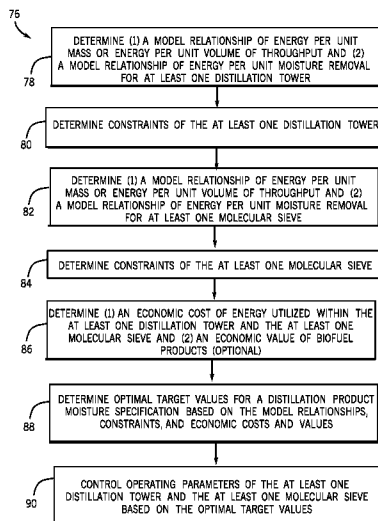 76
DETERMINE (1) A MODEL RELATIONSHIP OF ENERGY PER UNIT
MASS OR ENERGY PER UNIT VOLUME OF THROUGHPUT AND (2)
A MODEL RELATIONSHIP OF ENERGY PER UNIT MOISTURE REMOVAL
FOR AT LEAST ONE DISTILLATION TOWER
78
DETERMINE CONSTRAINTS OF THE AT LEAST ONE DISTILLATION TOWER
80
DETERMINE (1) A MODEL RELATIONSHIP OF ENERGY PER UNIT
MASS OR ENERGY PER UNIT VOLUME OF THROUGHPUT AND (2)
A MODEL RELATIONSHIP OF ENERGY PER UNIT MOISTURE REMOVAL
FOR AT LEAST ONE MOLECULAR SIEVE
82
DETERMINE CONSTRAINTS OF THE AT LEAST ONE MOLECULAR SIEVE
84
DETERMINE (1) AN ECONOMIC COST OF ENERGY UTILIZED WITHIN THE
AT LEAST ONE DISTILLATION TOWER AND THE AT LEAST ONE
MOLECULAR SIEVE AND (2) AN ECONOMIC VALUE OF BIOFUEL
PRODUCTS (OPTIONAL)
86
DETERMINE OPTIMAL TARGET VALUES FOR A DISTILLATION PRODUCT
MOISTURE SPECIFICATION BASED ON THE MODEL RELATIONSHIPS,
CONSTRAINTS, AND ECONOMIC COSTS AND VALUES
88
CONTROL OPERATING PARAMETERS OF THE AT LEAST ONE
DISTILLATION TOWER AND THE AT LEAST ONE MOLECULAR SIEVE
BASED ON THE OPTIMAL TARGET VALUES
90